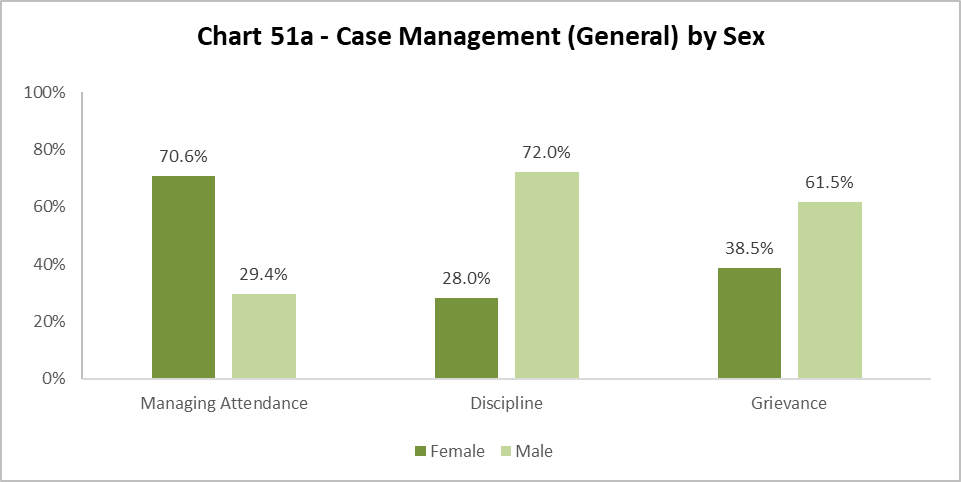 Chart 51a - Case Management (General) by Sex
100%
80%
60%
40%
20%
0%
70.6%
29.4%
28.0%
72.0%
38.5%
61.5%
Managing Attendance
Discipline
Grievance
Female
Male